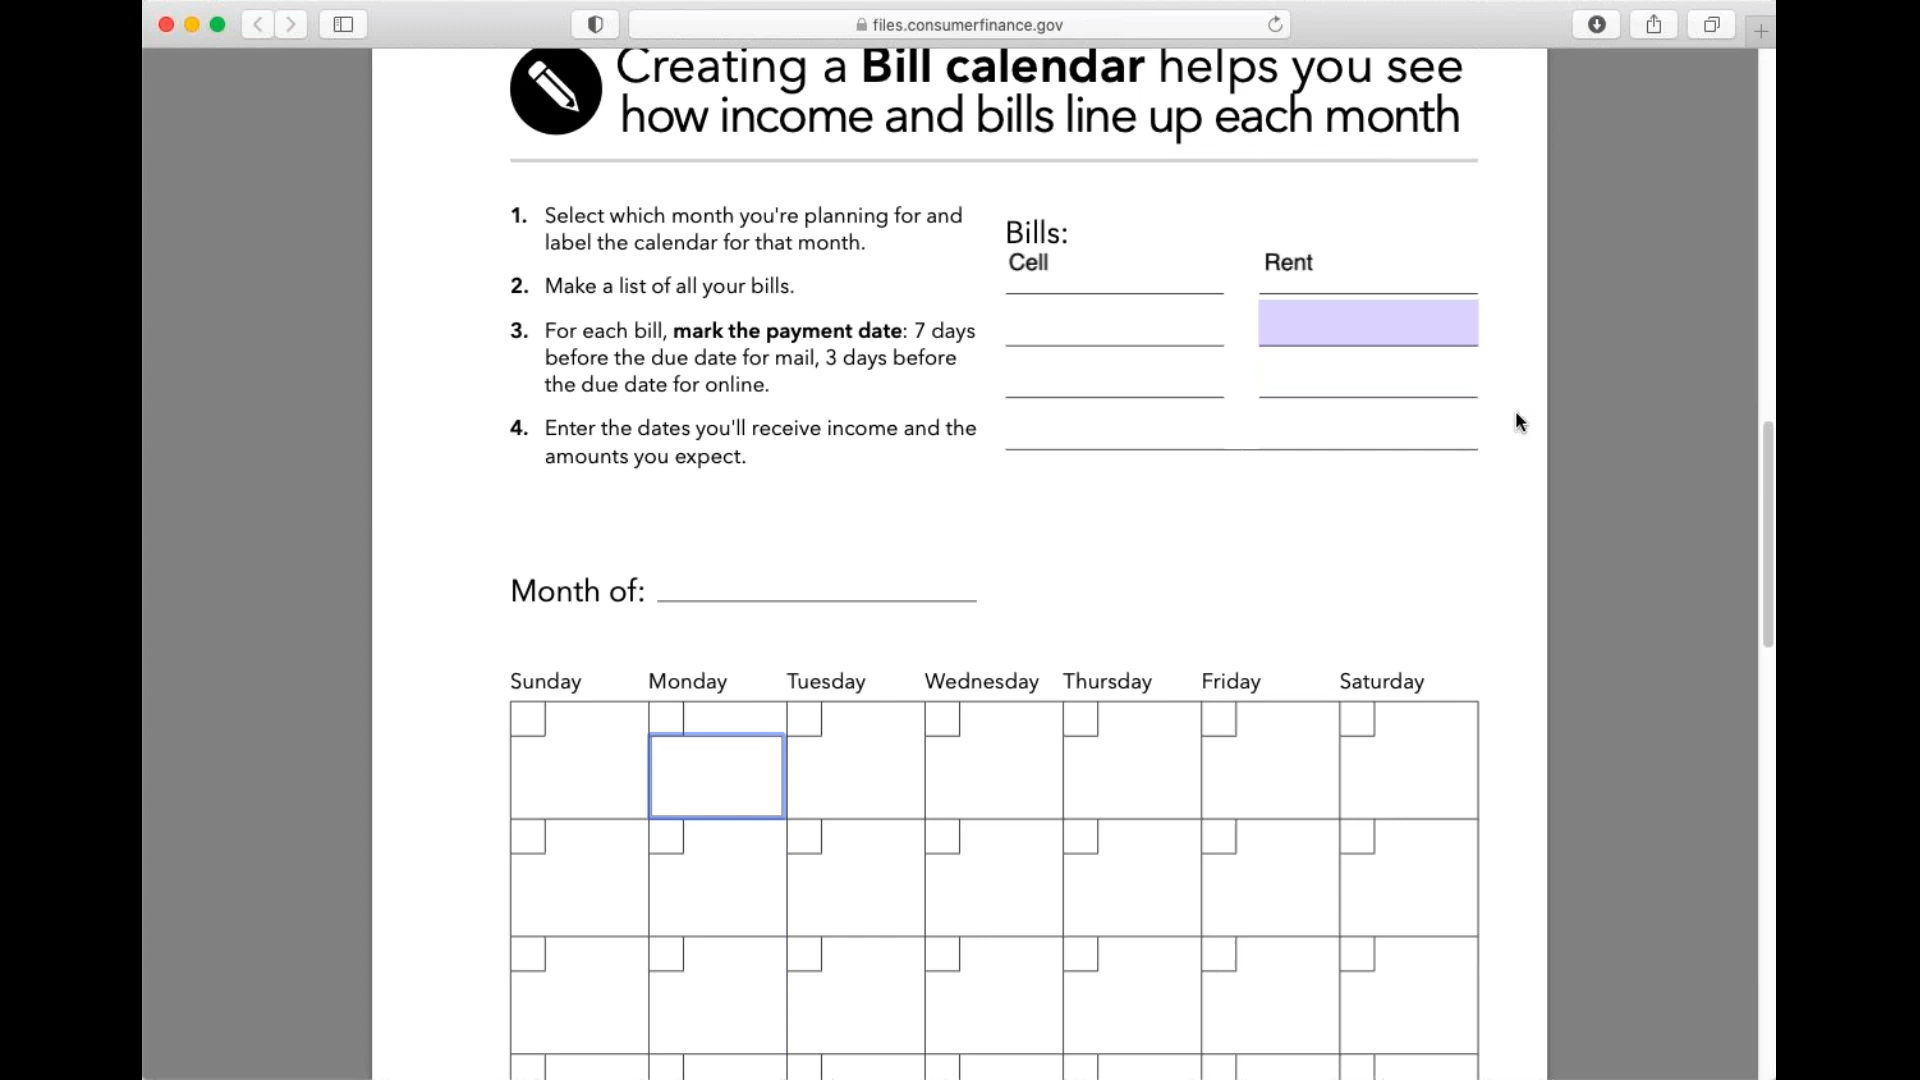 files.consumerfinance.gov
Creating a Bill calendar helps you see
how income and bills line up each month
1. Select which month you're planning for and
label the calendar for that month.
2. Make a list of all your bills.
3. For each bill, mark the payment date: 7 days
before the due date for mail, 3 days before
the due date for online.
4. Enter the dates you'll receive income and the
amounts you expect.
Bills:
Cell Rent
Month of:
Sunday Monday Tuesday Wednesday Thursday Friday Saturday